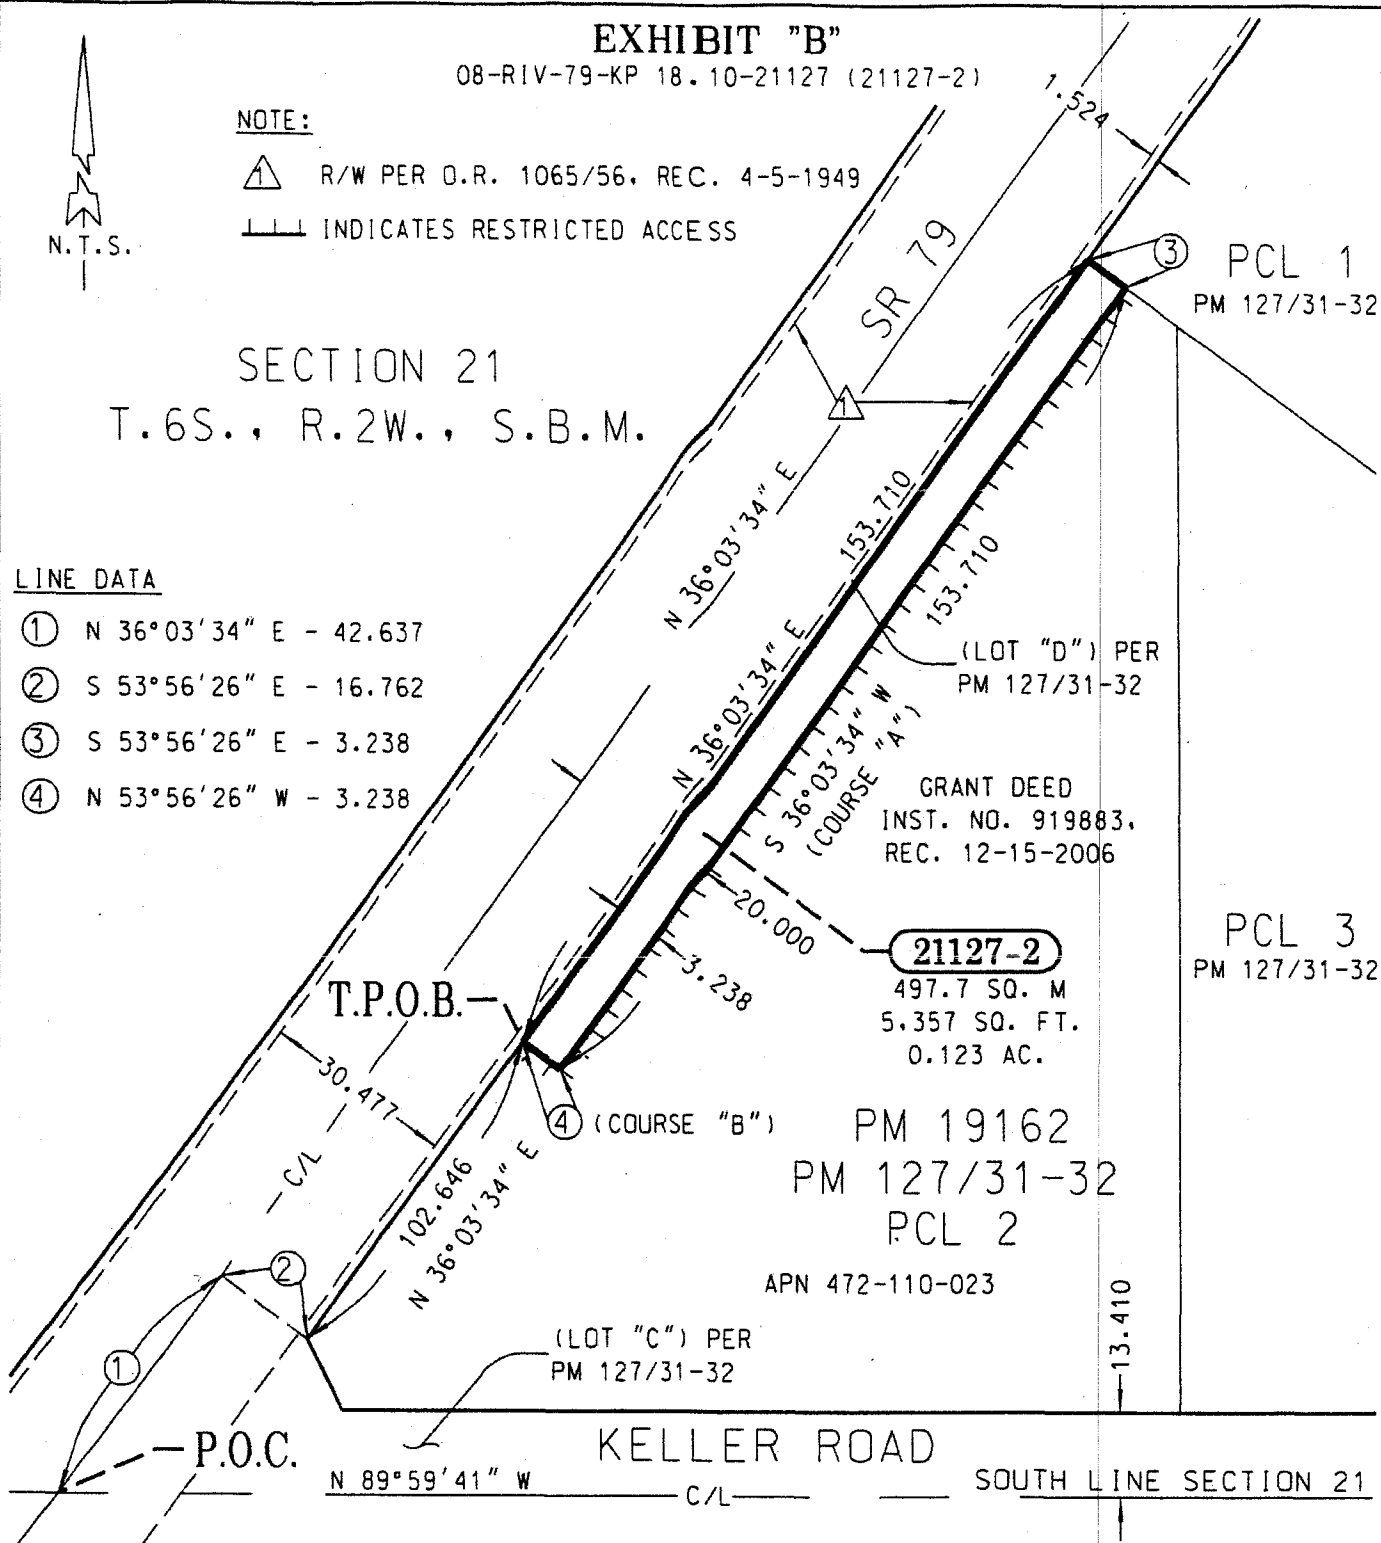 EXHIBIT "B"
08-RIV-79-KP 18.10-21127 (21127-2)
NOTE:
1 R/W PER O.R. 1065/56, REC. 4-5-1949
INDICATES RESTRICTED ACCESS
N.T.S.
1.524
SR 79
3
PCL 1
PM 127/31-32
SECTION 21
T.6S., R.2W., S.B.M.
1
N 36°03'34" E
153.710
153.710
LINE DATA
1 N 36°03'34" E - 42.637
2 S 53°56'26" E - 16.762
3 S 53°56'26" E - 3.238
4 N 53°56'26" W - 3.238
N 36°03'34" E
(LOT "D") PER
PM 127/31-32
S 36°03'34" W
(COURSE "A")
GRANT DEED
INST. NO. 919883,
REC. 12-15-2006
20.000
3.238
21127-2
497.7 SQ. M
5,357 SQ. FT.
0.123 AC.
PCL 3
PM 127/31-32
T.P.O.B.
30.477
C/L
4 (COURSE "B")
102.646
N 36°03'34" E
PM 19162
PM 127/31-32
PCL 2
APN 472-110-023
2
1
(LOT "C") PER
PM 127/31-32
13.410
P.O.C.
KELLER ROAD
N 89°59'41" W
C/L
SOUTH LINE SECTION 21